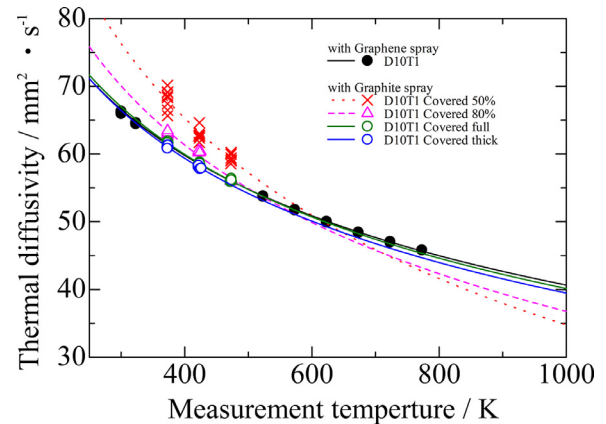 80
70
60
50
40
30
Thermal diffusivity / mm² • s⁻¹
with Graphene spray
D10T1
with Graphite spray
D10T1 Covered 50%
D10T1 Covered 80%
D10T1 Covered full
D10T1 Covered thick
400 600 800 1000
Measurement temperture / K